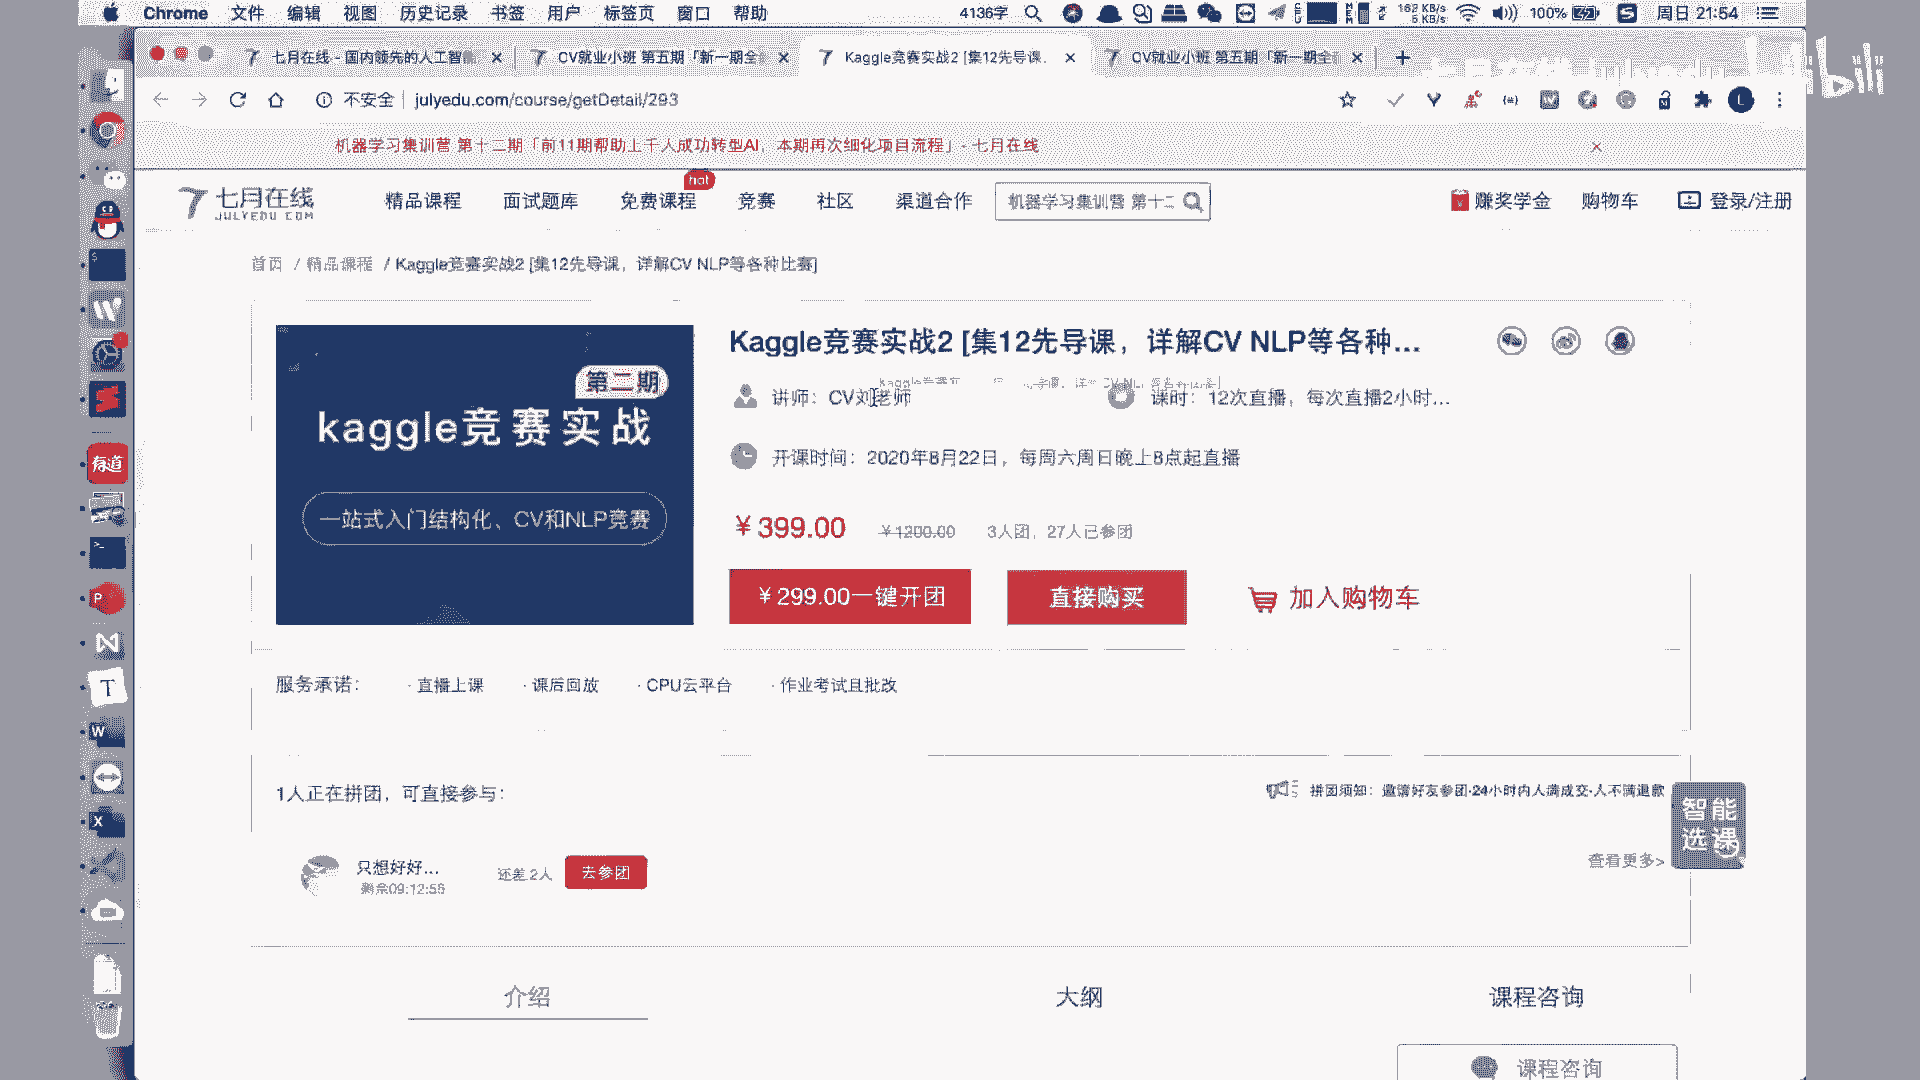 Chrome 文件 编辑 视图 历史记录 书签 用户 标签页 窗口 帮助 4136字 100% 周日 21:54
七月在线 - 国内领先的人工智能 CV就业小班 第五期「新一期全 Kaggle竞赛实战2 [集12先导课, CV就业小班 第五期「新一期全
bilibili
不安全 julyedu.com/course/getDetail/293
机器学习集训营 第十二期「前11期帮助上千人成功转型AI，本期再次细化项目流程」- 七月在线
七月在线 精品课程 面试题库 免费课程 hot 竞赛 社区 渠道合作 机器学习集训营 第十二 赚奖学金 购物车 登录/注册
JULYEDU.COM
首页 / 精品课程 / Kaggle竞赛实战2 [集12先导课，详解CV NLP等各种比赛]
第二期
kaggle竞赛实战
一站式入门结构化、CV和NLP竞赛
Kaggle竞赛实战2 [集12先导课，详解CV NLP等各种...
讲师：CV刘老师 课时：12次直播，每次直播2小时...
开课时间：2020年8月22日，每周六周日晚上8点起直播
￥399.00 ￥1200.00 3人团，27人已参团
￥299.00一键开团 直接购买 加入购物车
服务承诺： · 直播上课 · 课后回放 · CPU云平台 · 作业考试且批改
1人正在拼团，可直接参与： 拼团须知：邀请好友参团·24小时内人满成交·人不满退款
智能
选课
只想好好... 还差2人 去参团 查看更多>
剩余09:12:56
介绍 大纲 课程咨询
课程咨询